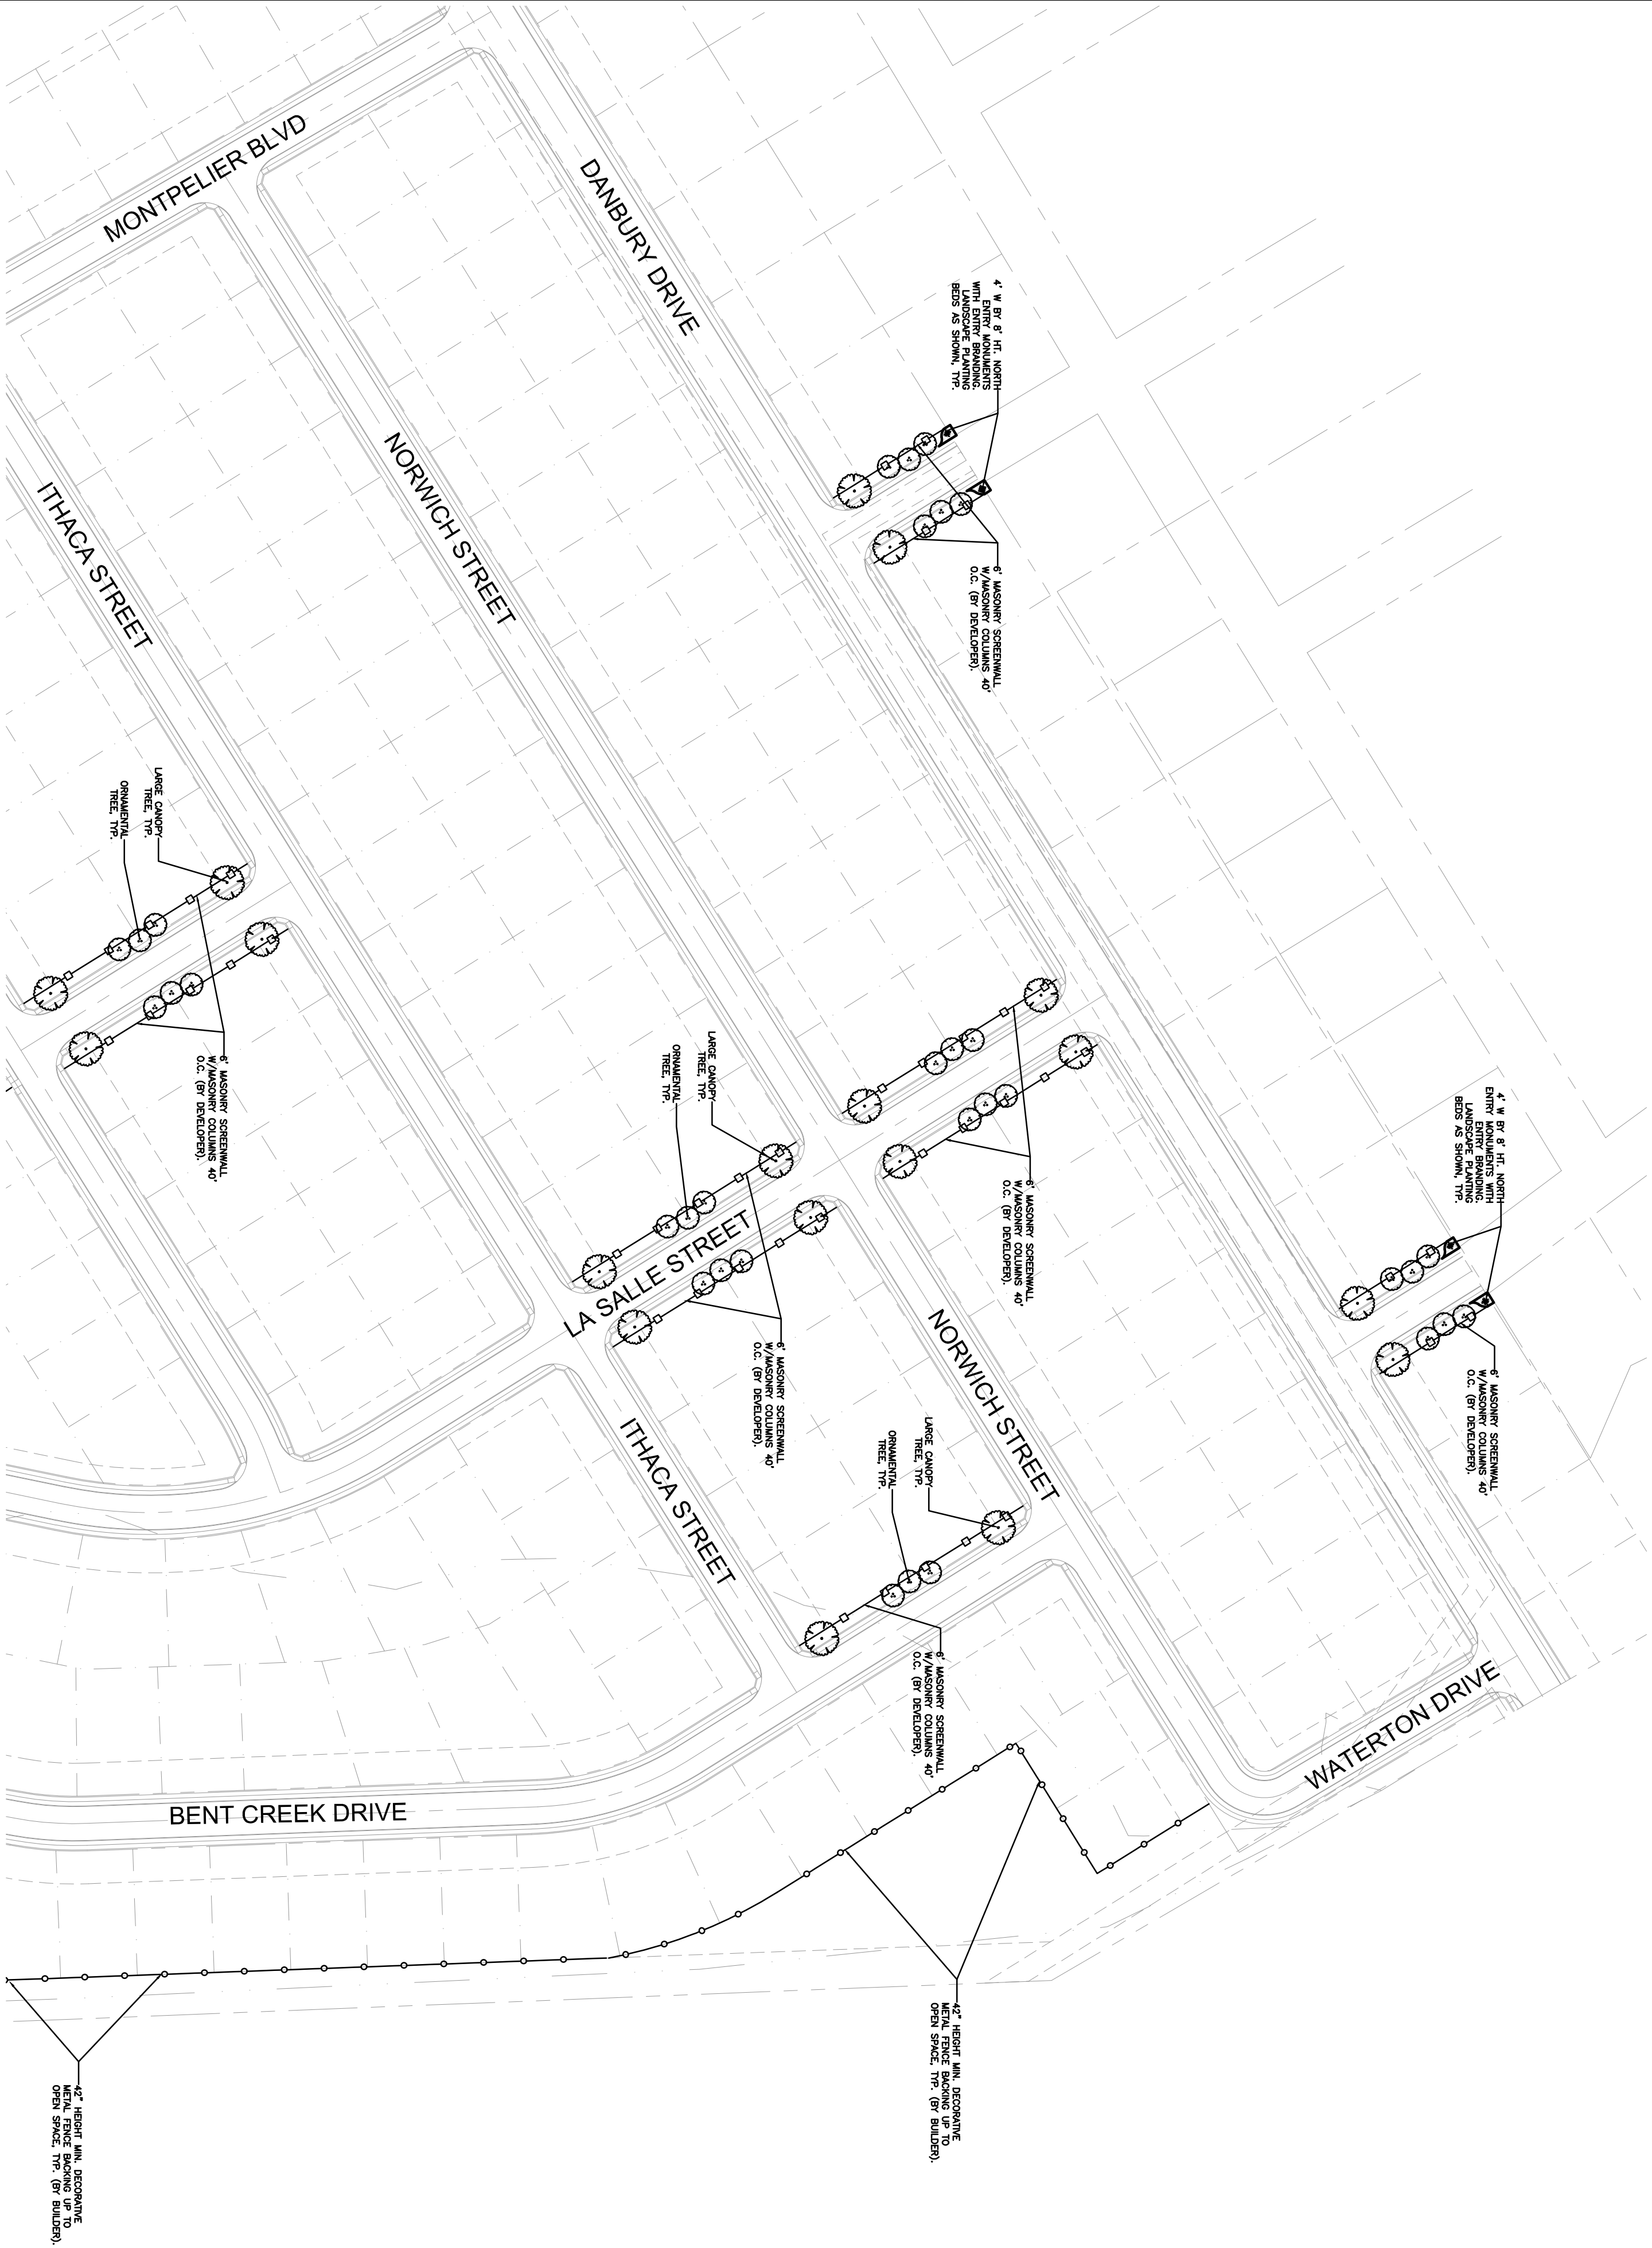 MONTPELIER BLVD
DANBURY DRIVE
4' W BY 8' HT. NORTH
ENTRY MONUMENTS
WITH ENTRY BRANDING.
LANDSCAPE PLANTING
BEDS AS SHOWN, TYP.
NORWICH STREET
ITHACA STREET
6' MASONRY SCREENWALL
W/MASONRY COLUMNS 40'
O.C. (BY DEVELOPER).
LARGE CANOPY
TREE, TYP.
ORNAMENTAL
TREE, TYP.
6' MASONRY SCREENWALL
W/MASONRY COLUMNS 40'
O.C. (BY DEVELOPER).
LARGE CANOPY
TREE, TYP.
ORNAMENTAL
TREE, TYP.
4' W BY 8' HT. NORTH
ENTRY MONUMENTS WITH
ENTRY BRANDING.
LANDSCAPE PLANTING
BEDS AS SHOWN, TYP.
6' MASONRY SCREENWALL
W/MASONRY COLUMNS 40'
O.C. (BY DEVELOPER).
LA SALLE STREET
6' MASONRY SCREENWALL
W/MASONRY COLUMNS 40'
O.C. (BY DEVELOPER).
NORWICH STREET
6' MASONRY SCREENWALL
W/MASONRY COLUMNS 40'
O.C. (BY DEVELOPER).
ITHACA STREET
LARGE CANOPY
TREE, TYP.
ORNAMENTAL
TREE, TYP.
6' MASONRY SCREENWALL
W/MASONRY COLUMNS 40'
O.C. (BY DEVELOPER).
WATERTON DRIVE
BENT CREEK DRIVE
42" HEIGHT MIN. DECORATIVE
METAL FENCE BACKING UP TO
OPEN SPACE, TYP. (BY BUILDER).
42" HEIGHT MIN. DECORATIVE
METAL FENCE BACKING UP TO
OPEN SPACE, TYP. (BY BUILDER).